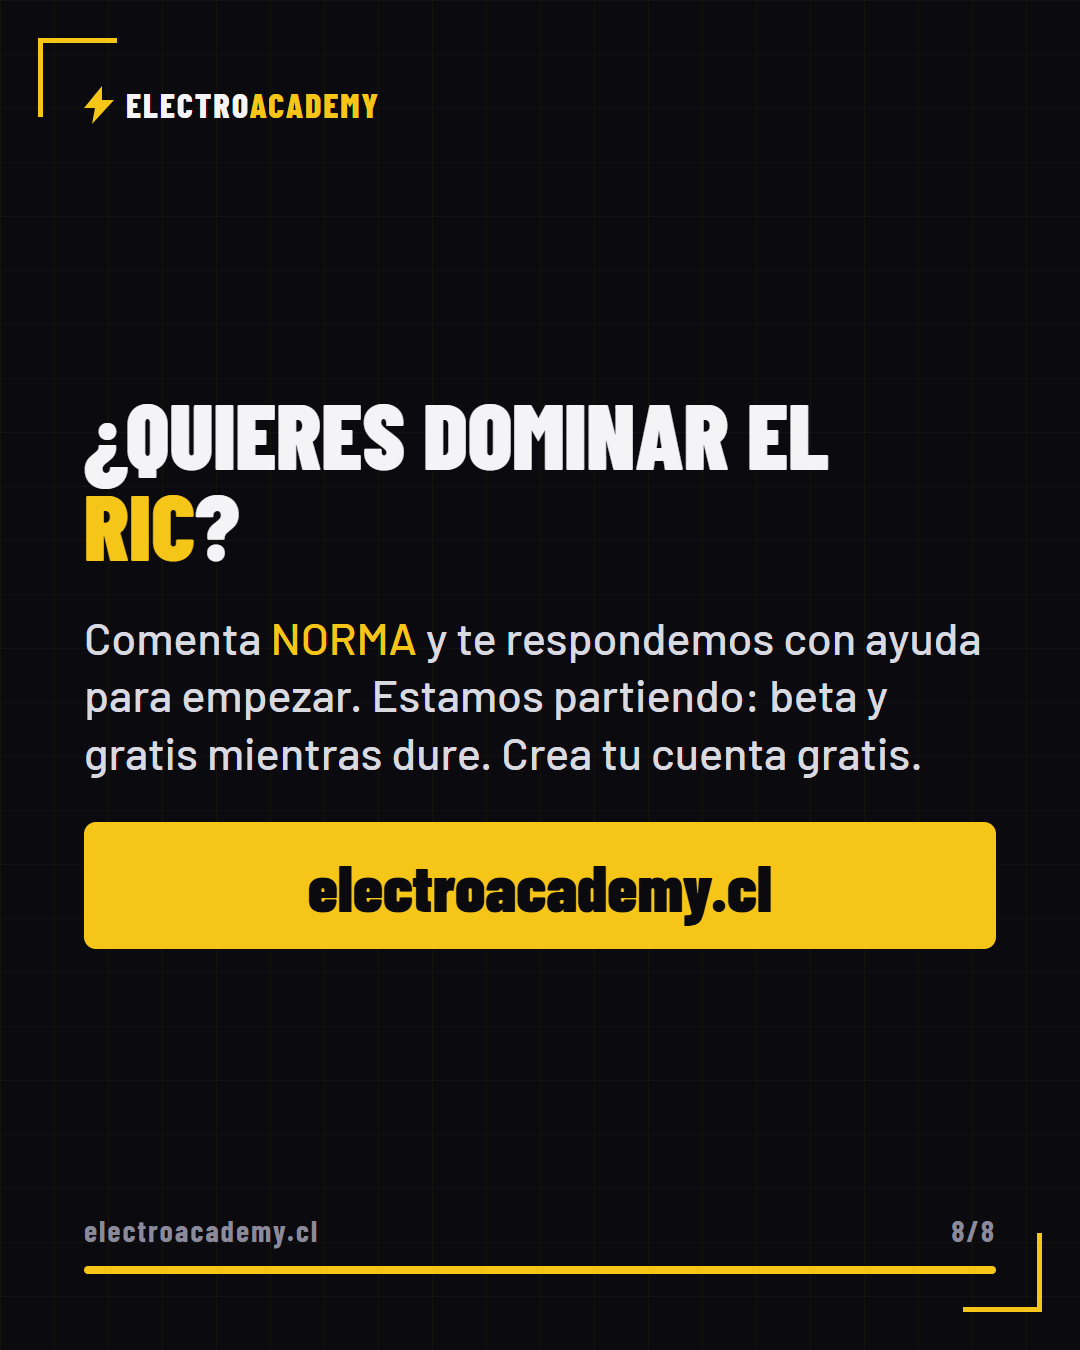 ELECTROACADEMY
¿QUIERES DOMINAR EL
RIC?
Comenta NORMA y te respondemos con ayuda
para empezar. Estamos partiendo: beta y
gratis mientras dure. Crea tu cuenta gratis.
electroacademy.cl
electroacademy.cl 8/8